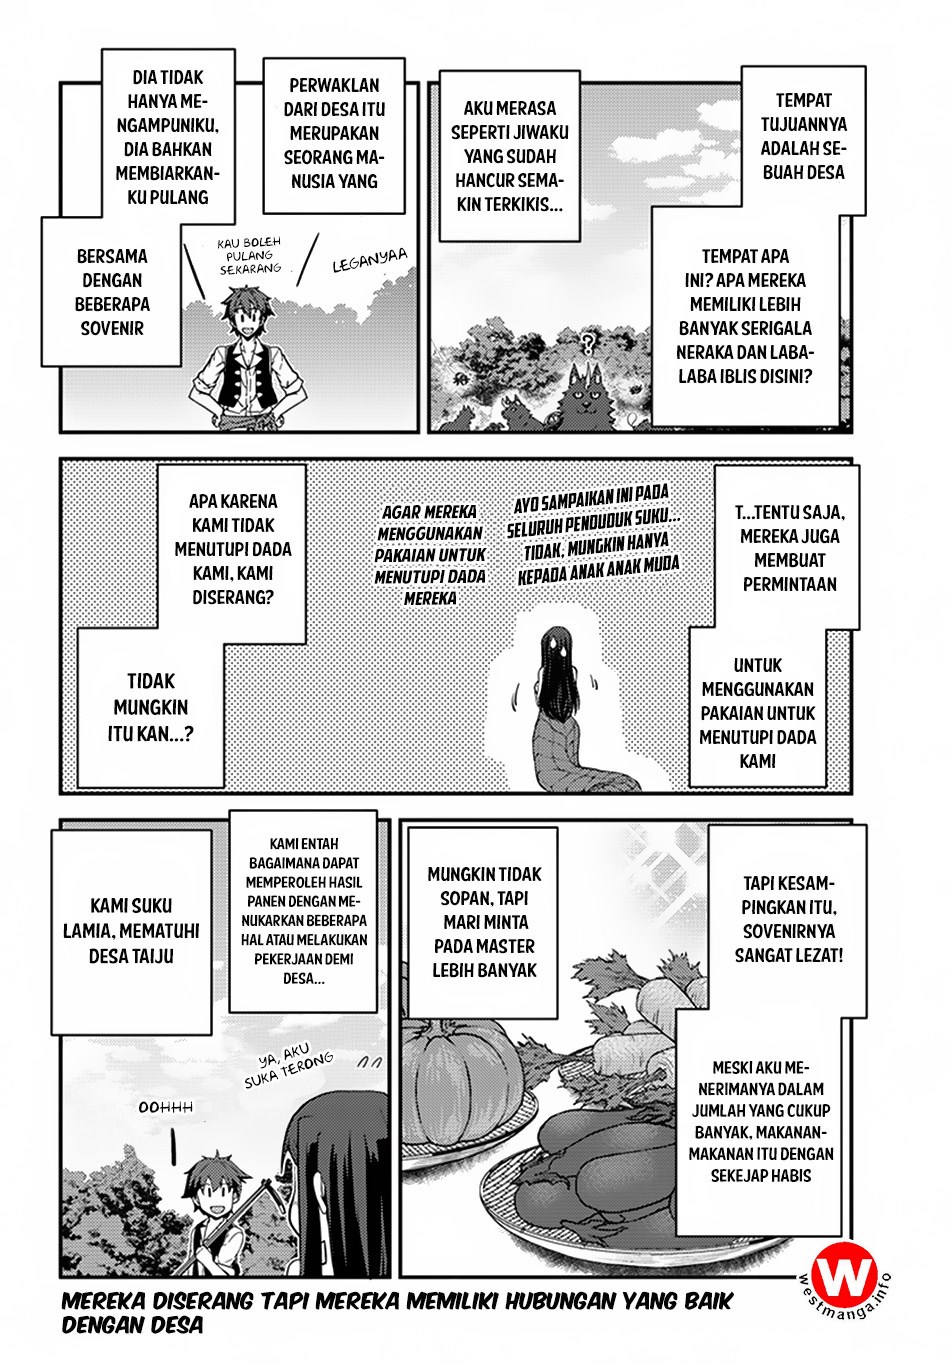 TEMPAT
TUJUANNYA
ADALAH SE-
BUAH DESA
TEMPAT APA
INI? APA MEREKA
MEMILIKI LEBIH
BANYAK SERIGALA
NERAKA DAN LABA-
LABA IBLIS DISINI?
AKU MERASA
SEPERTI JIWAKU
YANG SUDAH
HANCUR SEMA-
KIN TERKIKIS...
?
PERWAKLAN
DARI DESA ITU
MERUPAKAN
SEORANG MA-
NUSIA YANG
DIA TIDAK
HANYA ME-
NGAMPUNIKU,
DIA BAHKAN
MEMBIARKAN-
KU PULANG
BERSAMA
DENGAN
BEBERAPA
SOVENIR
LEGANYAA
KAU BOLEH
PULANG
SEKARANG
T...TENTU SAJA,
MEREKA JUGA
MEMBUAT
PERMINTAAN
UNTUK
MENGGUNAKAN
PAKAIAN UNTUK
MENUTUPI DADA
KAMI
AYO SAMPAIKAN INI PADA
SELURUH PENDUDUK SUKU...
TIDAK, MUNGKIN HANYA
KEPADA ANAK ANAK MUDA
AGAR MEREKA
MENGGUNAKAN
PAKAIAN UNTUK
MENUTUPI DADA
MEREKA
APA KARENA
KAMI TIDAK
MENUTUPI DADA
KAMI, KAMI
DISERANG?
TIDAK
MUNGKIN
ITU KAN...?
TAPI KESAM-
PINGKAN ITU,
SOVENIRNYA
SANGAT LEZAT!
MESKI AKU ME-
NERIMANYA DALAM
JUMLAH YANG CUKUP
BANYAK, MAKANAN-
MAKANAN ITU DENGAN
SEKEJAP HABIS
MUNGKIN TIDAK
SOPAN, TAPI
MARI MINTA
PADA MASTER
LEBIH BANYAK
KAMI ENTAH
BAGAIMANA DAPAT
MEMPEROLEH HASIL
PANEN DENGAN ME-
NUKARKAN BEBERAPA
HAL ATAU MELAKUKAN
PEKERJAAN DEMI
DESA...
KAMI SUKU
LAMIA, MEMATUHI
DESA TAIJU
YA, AKU
SUKA TERONG
OOHHH
MEREKA DISERANG TAPI MEREKA MEMILIKI HUBUNGAN YANG BAIK
DENGAN DESA
W
westmanga.info